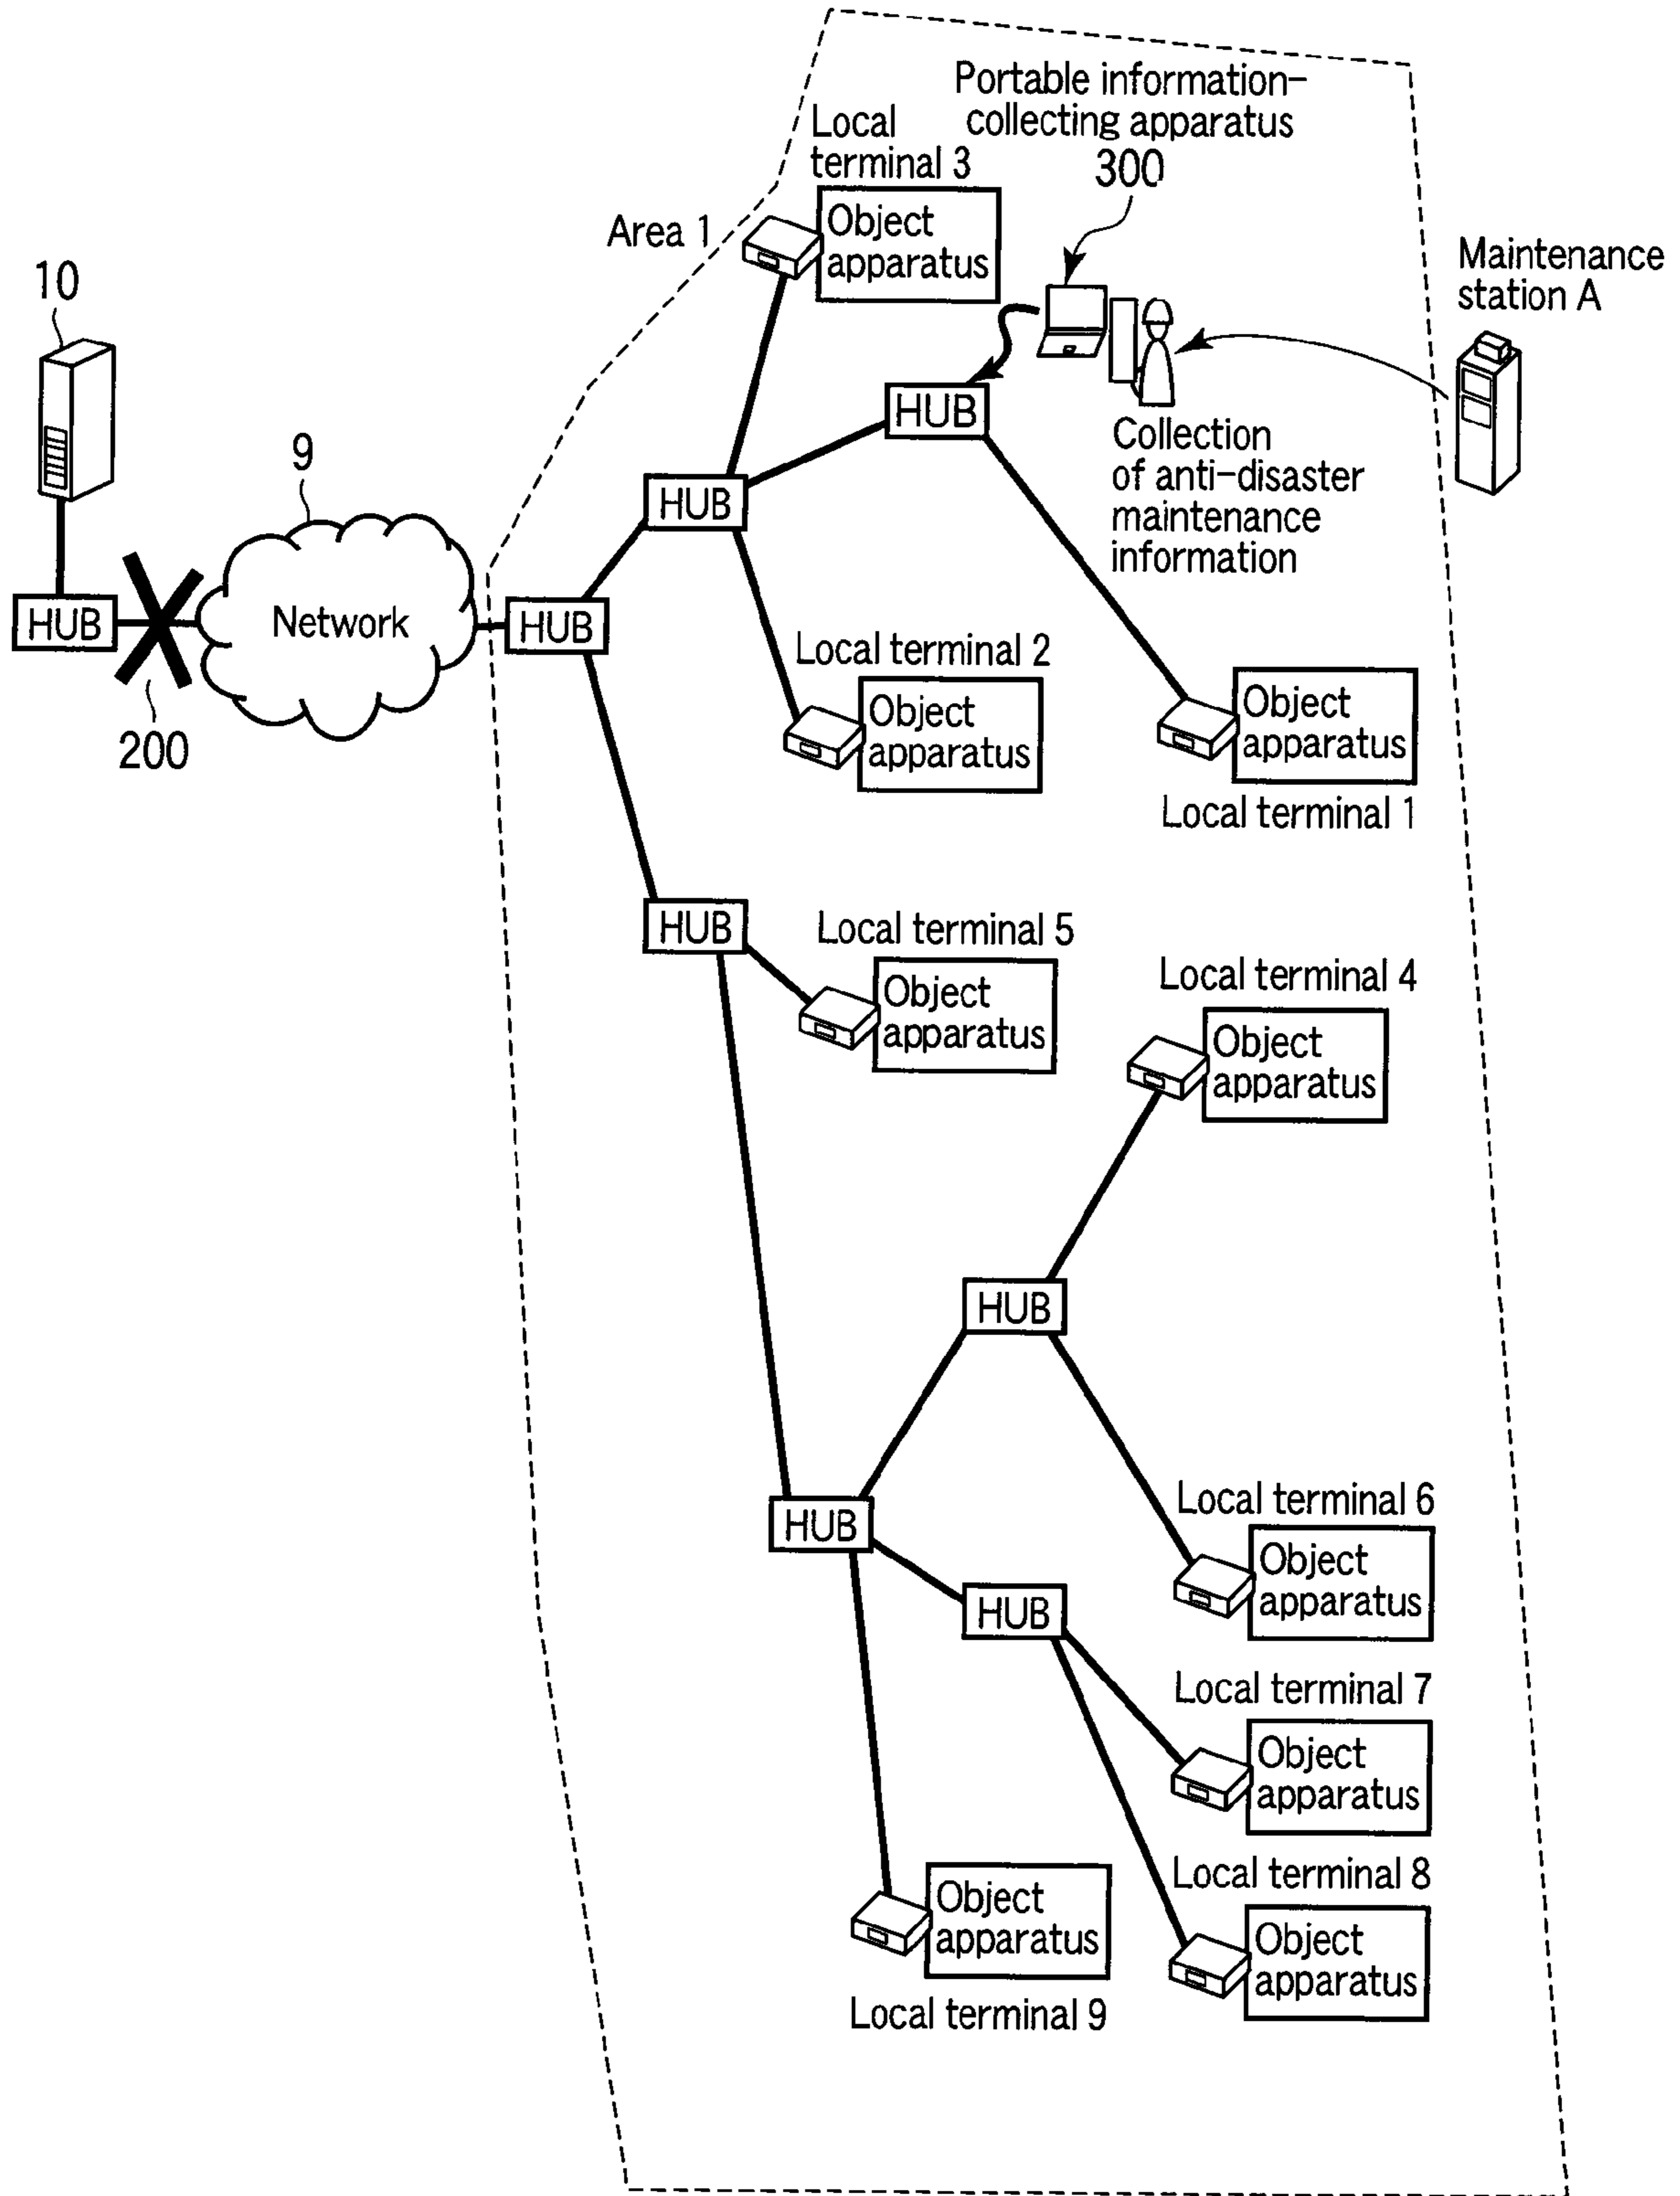 Portable information-
collecting apparatus
300
Local
terminal 3
Area 1
Object
apparatus
Maintenance
station A
10
HUB
Collection
of anti-disaster
maintenance
information
9
HUB
HUB
Network
HUB
200
Local terminal 2
Object
apparatus
Object
apparatus
Local terminal 1
HUB
Local terminal 5
Object
apparatus
Local terminal 4
Object
apparatus
HUB
Local terminal 6
HUB
Object
apparatus
HUB
Local terminal 7
Object
apparatus
Local terminal 8
Object
apparatus
Object
apparatus
Local terminal 9